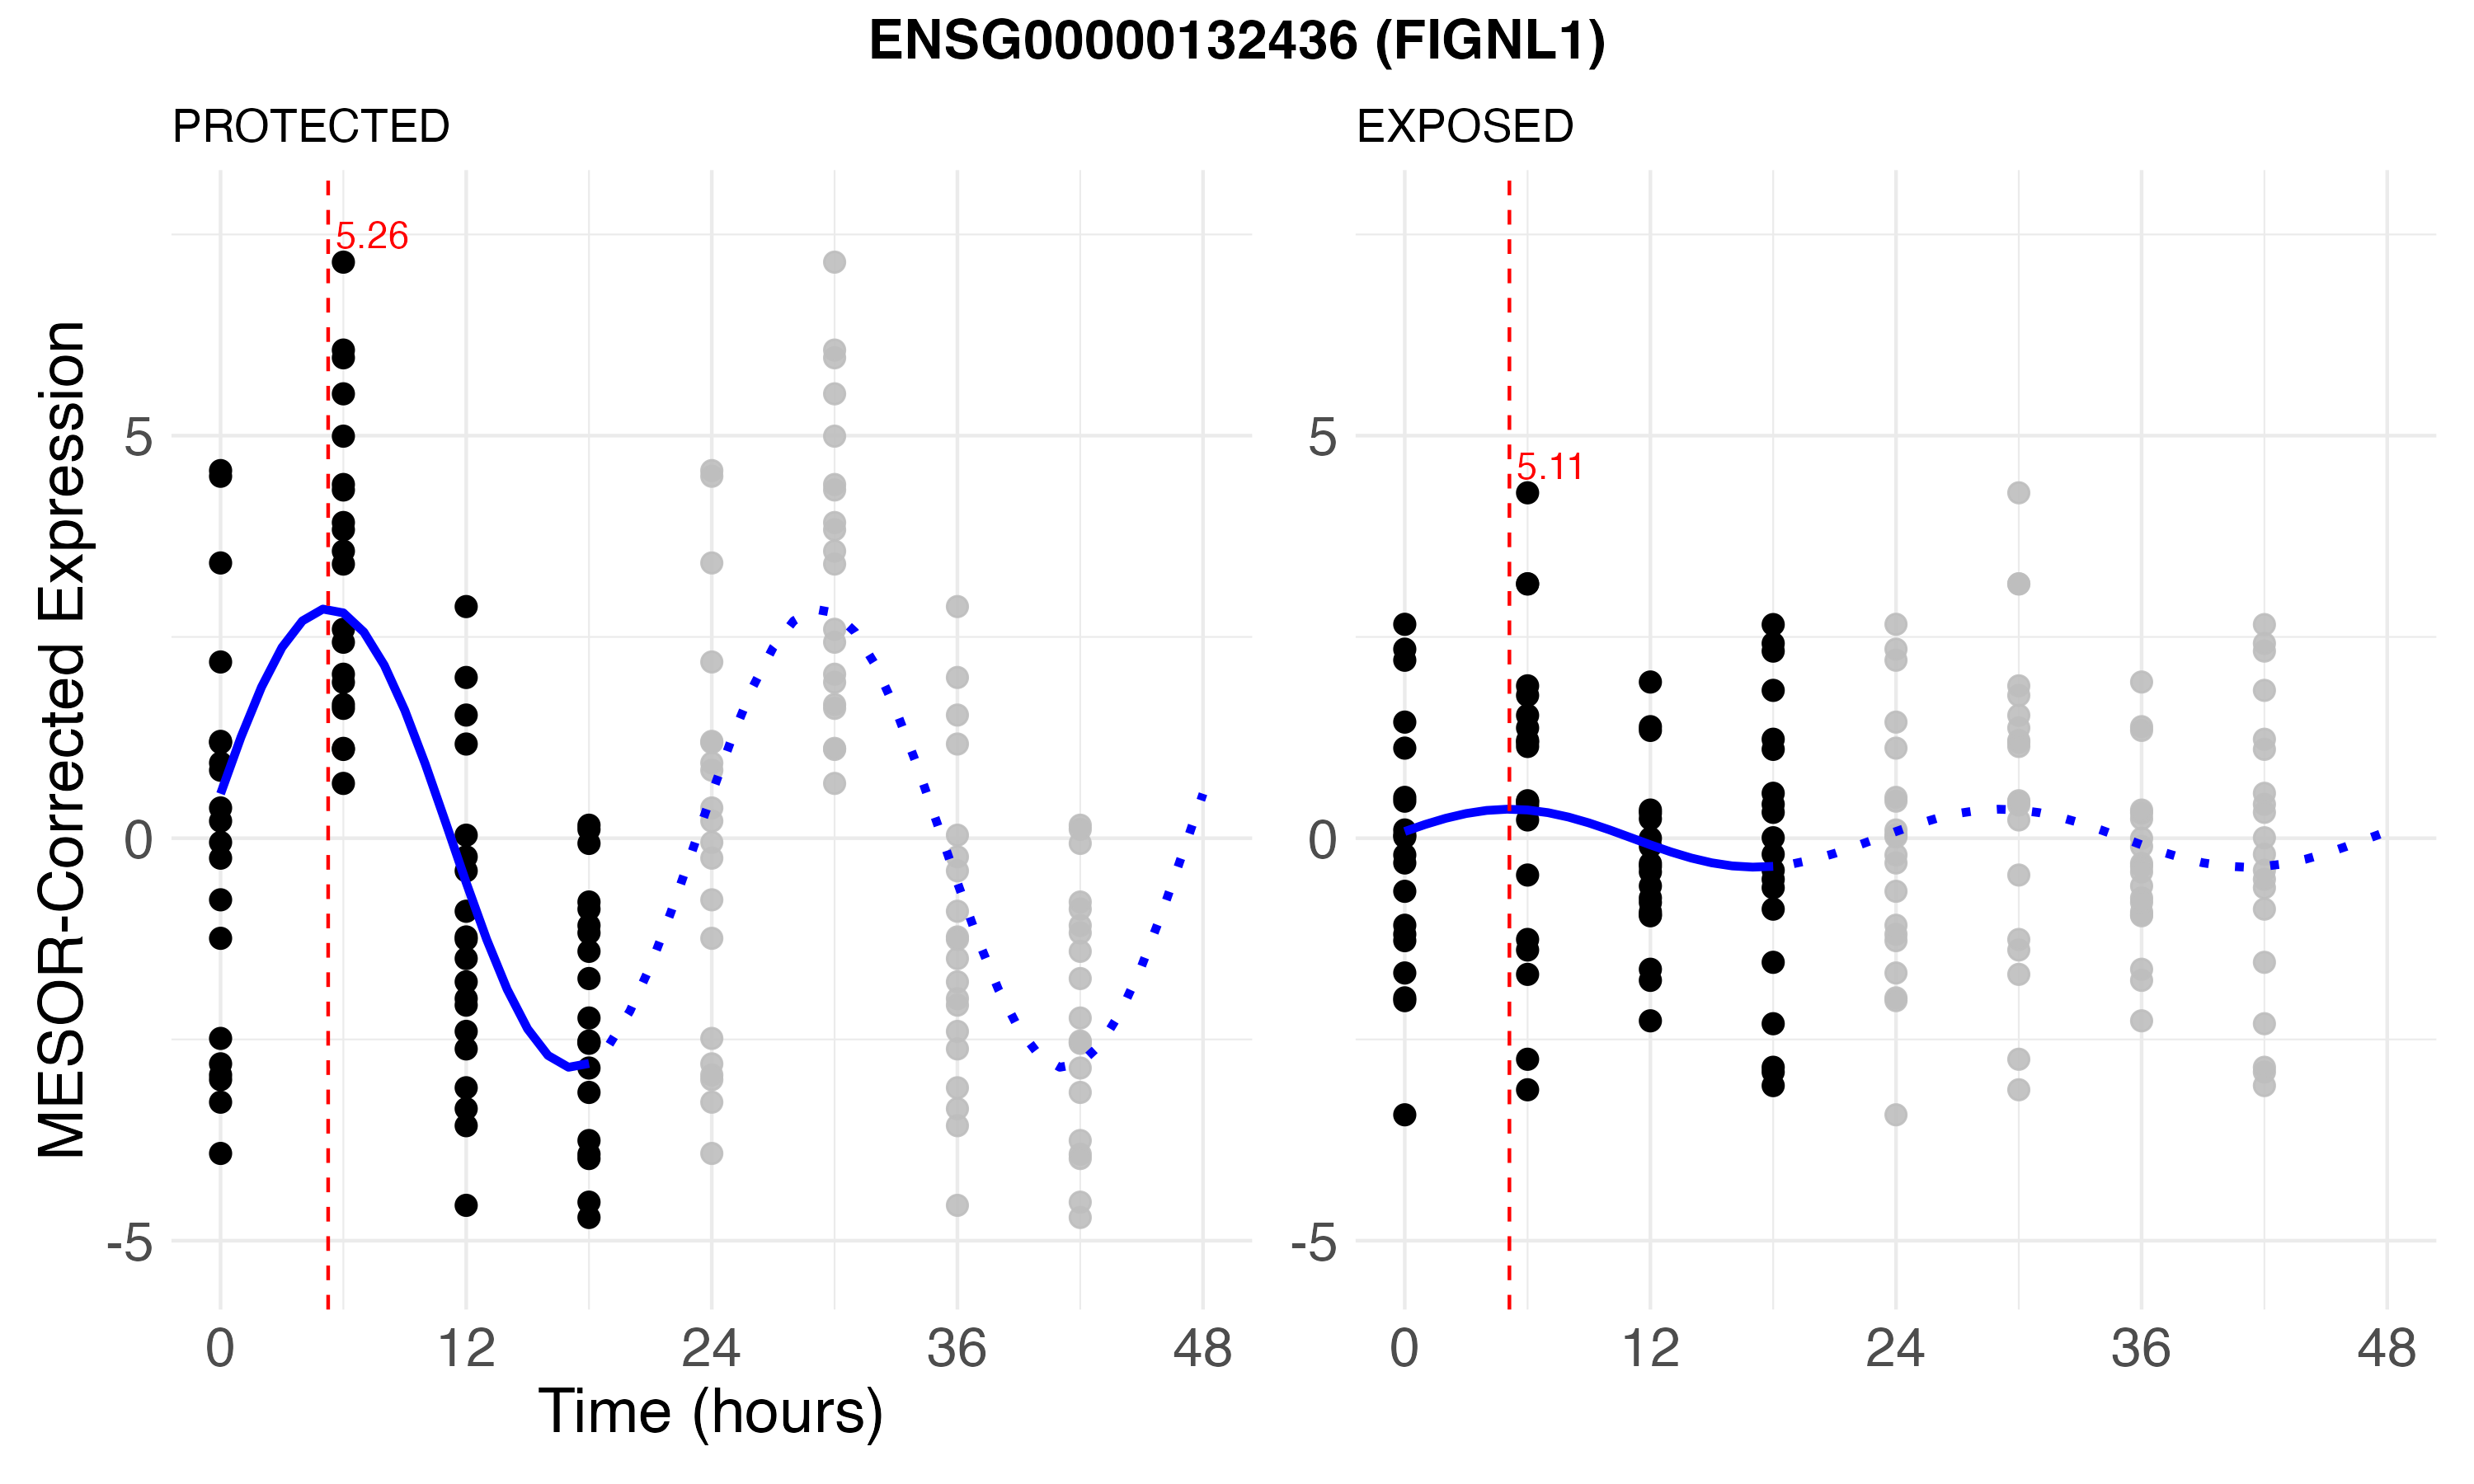 ENSG00000132436 (FIGNL1)
PROTECTED
EXPOSED
MESOR-Corrected Expression
5.26
5
0
-5
0 12 24 36 48
5.11
5
0
-5
0 12 24 36 48
Time (hours)